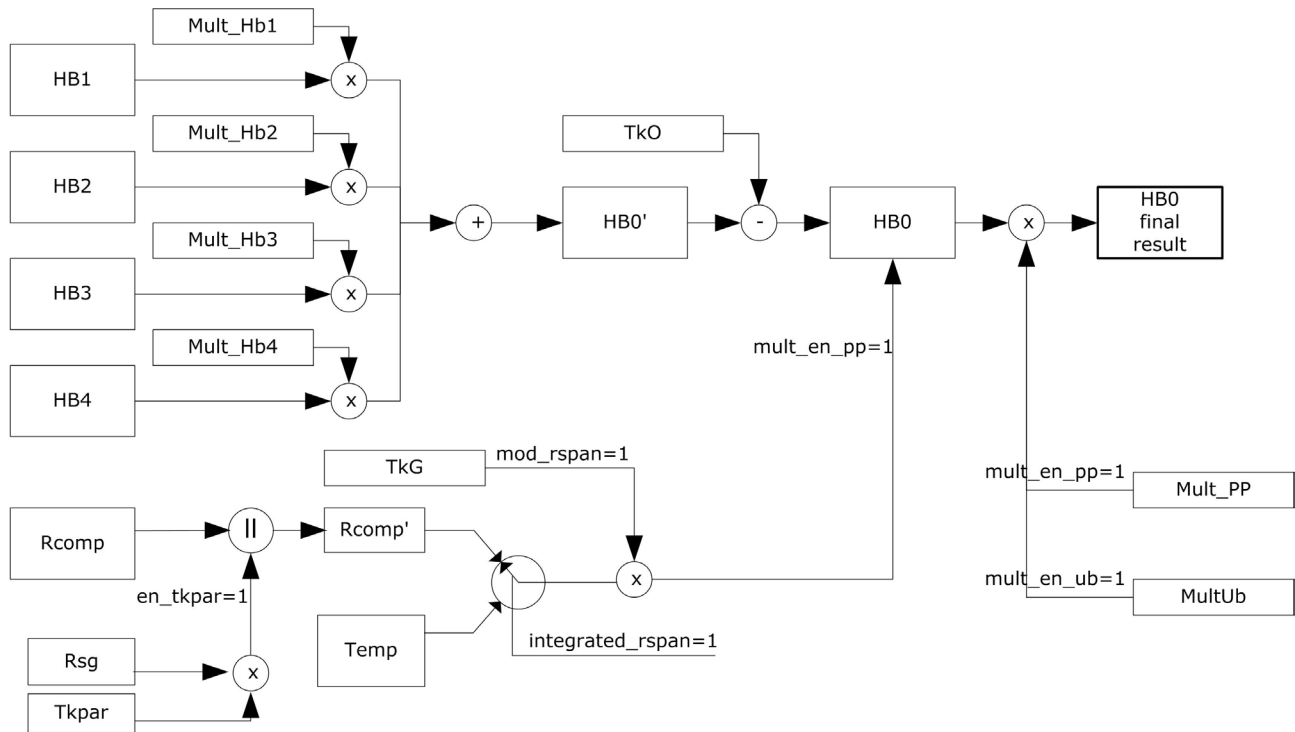 Mult_Hb1
HB1
x
Mult_Hb2
HB2
x
Mult_Hb3
HB3
x
Mult_Hb4
HB4
x
+
HB0'
TkO
-
HB0
x
HB0
final
result
mult_en_pp=1
TkG
mod_rspan=1
Rcomp
||
Rcomp'
x
en_tkpar=1
Temp
integrated_rspan=1
Rsg
x
Tkpar
mult_en_pp=1
Mult_PP
mult_en_ub=1
MultUb